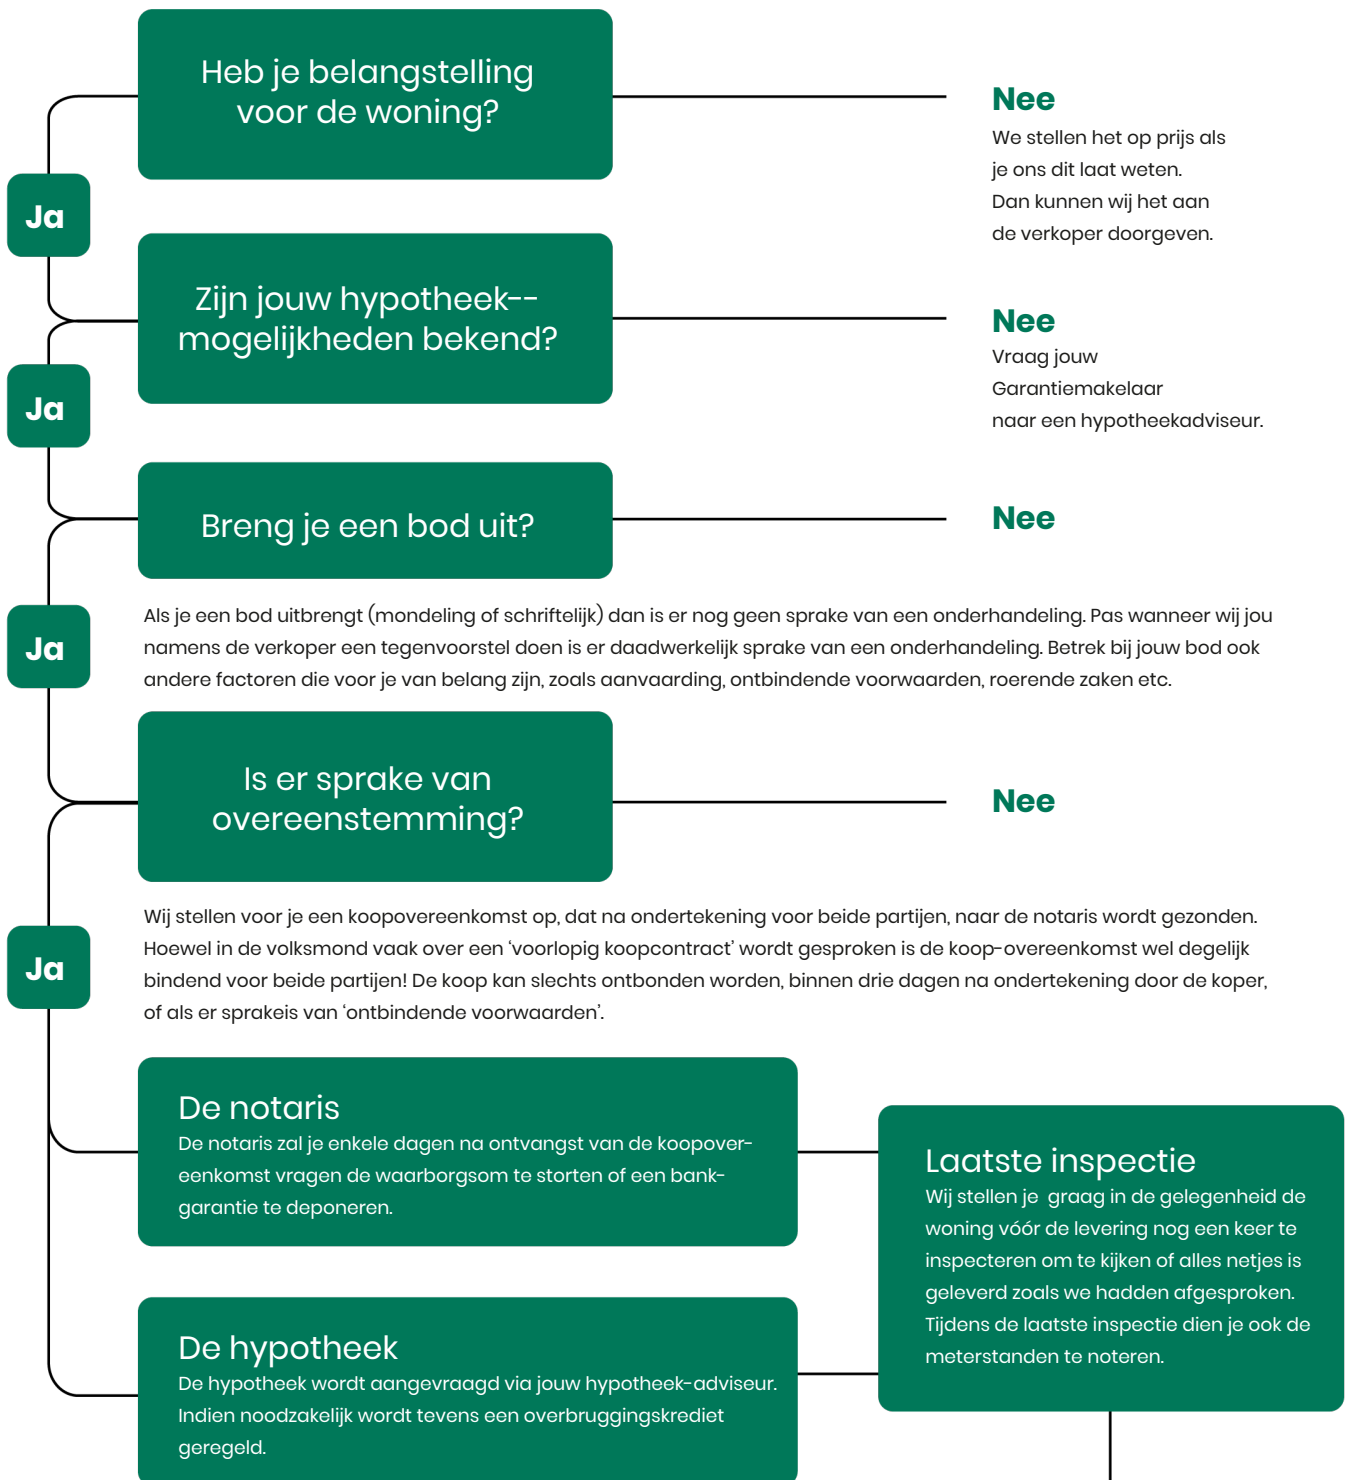 Heb je belangstelling
voor de woning?
Nee
We stellen het op prijs als
je ons dit laat weten.
Dan kunnen wij het aan
de verkoper doorgeven.
Ja
Zijn jouw hypotheek--
mogelijkheden bekend?
Nee
Vraag jouw
Garantiemakelaar
naar een hypotheekadviseur.
Ja
Breng je een bod uit?
Nee
Ja
Als je een bod uitbrengt (mondeling of schriftelijk) dan is er nog geen sprake van een onderhandeling. Pas wanneer wij jou
namens de verkoper een tegenvoorstel doen is er daadwerkelijk sprake van een onderhandeling. Betrek bij jouw bod ook
andere factoren die voor je van belang zijn, zoals aanvaarding, ontbindende voorwaarden, roerende zaken etc.
Is er sprake van
overeenstemming?
Nee
Ja
Wij stellen voor je een koopovereenkomst op, dat na ondertekening voor beide partijen, naar de notaris wordt gezonden.
Hoewel in de volksmond vaak over een ‘voorlopig koopcontract’ wordt gesproken is de koop-overeenkomst wel degelijk
bindend voor beide partijen! De koop kan slechts ontbonden worden, binnen drie dagen na ondertekening door de koper,
of als er sprakeis van ‘ontbindende voorwaarden’.
De notaris
De notaris zal je enkele dagen na ontvangst van de koopover-
eenkomst vragen de waarborgsom te storten of een bank-
garantie te deponeren.
Laatste inspectie
Wij stellen je graag in de gelegenheid de
woning vóór de levering nog een keer te
inspecteren om te kijken of alles netjes is
geleverd zoals we hadden afgesproken.
Tijdens de laatste inspectie dien je ook de
meterstanden te noteren.
De hypotheek
De hypotheek wordt aangevraagd via jouw hypotheek-adviseur.
Indien noodzakelijk wordt tevens een overbruggingskrediet
geregeld.